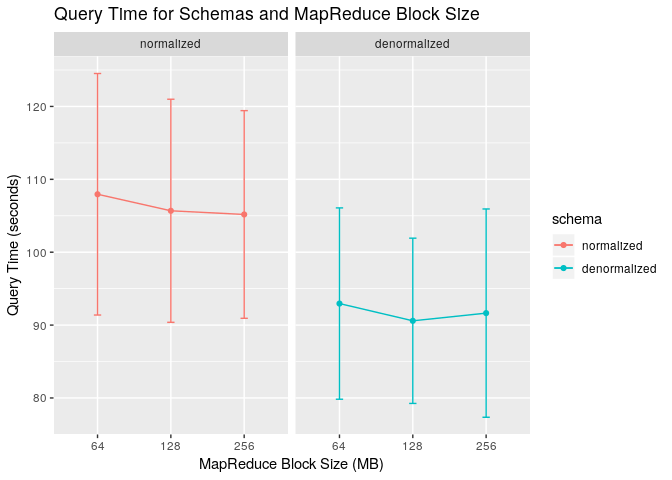 Query Time for Schemas and MapReduce Block Size
normalized
denormalized
120
110
100
90
80
Query Time (seconds)
64
128
256
64
128
256
MapReduce Block Size (MB)
schema
normalized
denormalized